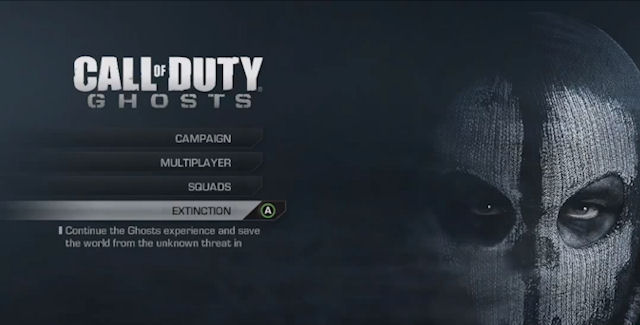 CALL OF DUTY
GHOSTS
CAMPAIGN
MULTIPLAYER
SQUADS
EXTINCTION A
Continue the Ghosts experience and save
the world from the unknown threat in